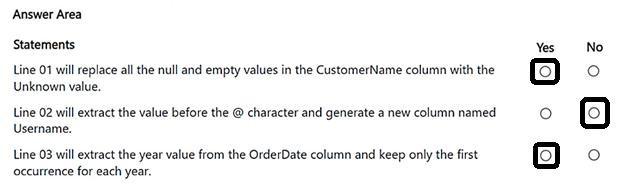 Answer Area
Statements
Yes
No
Line 01 will replace all the null and empty values in the CustomerName column with the
Unknown value.
Line 02 will extract the value before the @ character and generate a new column named
Username.
Line 03 will extract the year value from the OrderDate column and keep only the first
occurrence for each year.